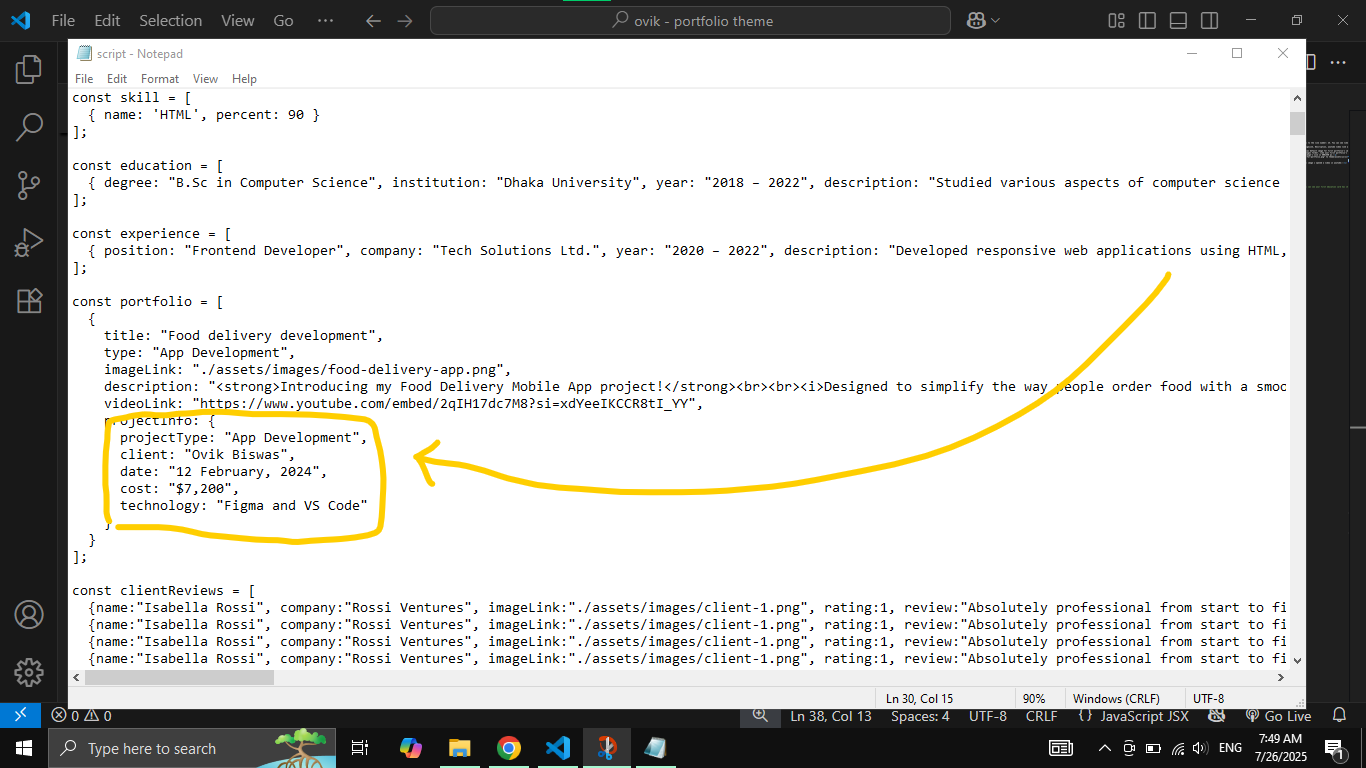 File Edit Selection View Go ··· ovik - portfolio theme
script - Notepad
File Edit Format View Help
const skill = [
{ name: 'HTML', percent: 90 }
];
const education = [
{ degree: "B.Sc in Computer Science", institution: "Dhaka University", year: "2018 – 2022", description: "Studied various aspects of computer science
];
const experience = [
{ position: "Frontend Developer", company: "Tech Solutions Ltd.", year: "2020 – 2022", description: "Developed responsive web applications using HTML,
];
const portfolio = [
{
title: "Food delivery development",
type: "App Development",
imageLink: "./assets/images/food-delivery-app.png",
description: "<strong>Introducing my Food Delivery Mobile App project!</strong><br><br><i>Designed to simplify the way people order food with a smoo
videoLink: "https://www.youtube.com/embed/2qIH17dc7M8?si=xdYeeIKCCR8tI_YY",
projectInfo: {
projectType: "App Development",
client: "Ovik Biswas",
date: "12 February, 2024",
cost: "$7,200",
technology: "Figma and VS Code"
}
}
];
const clientReviews = [
{name:"Isabella Rossi", company:"Rossi Ventures", imageLink:"./assets/images/client-1.png", rating:1, review:"Absolutely professional from start to fi
{name:"Isabella Rossi", company:"Rossi Ventures", imageLink:"./assets/images/client-1.png", rating:1, review:"Absolutely professional from start to fi
{name:"Isabella Rossi", company:"Rossi Ventures", imageLink:"./assets/images/client-1.png", rating:1, review:"Absolutely professional from start to fi
{name:"Isabella Rossi", company:"Rossi Ventures", imageLink:"./assets/images/client-1.png", rating:1, review:"Absolutely professional from start to fi
Ln 30, Col 15 90% Windows (CRLF) UTF-8
0 0 Ln 38, Col 13 Spaces: 4 UTF-8 CRLF {} JavaScript JSX Go Live
Type here to search ENG 7:49 AM
7/26/2025 1